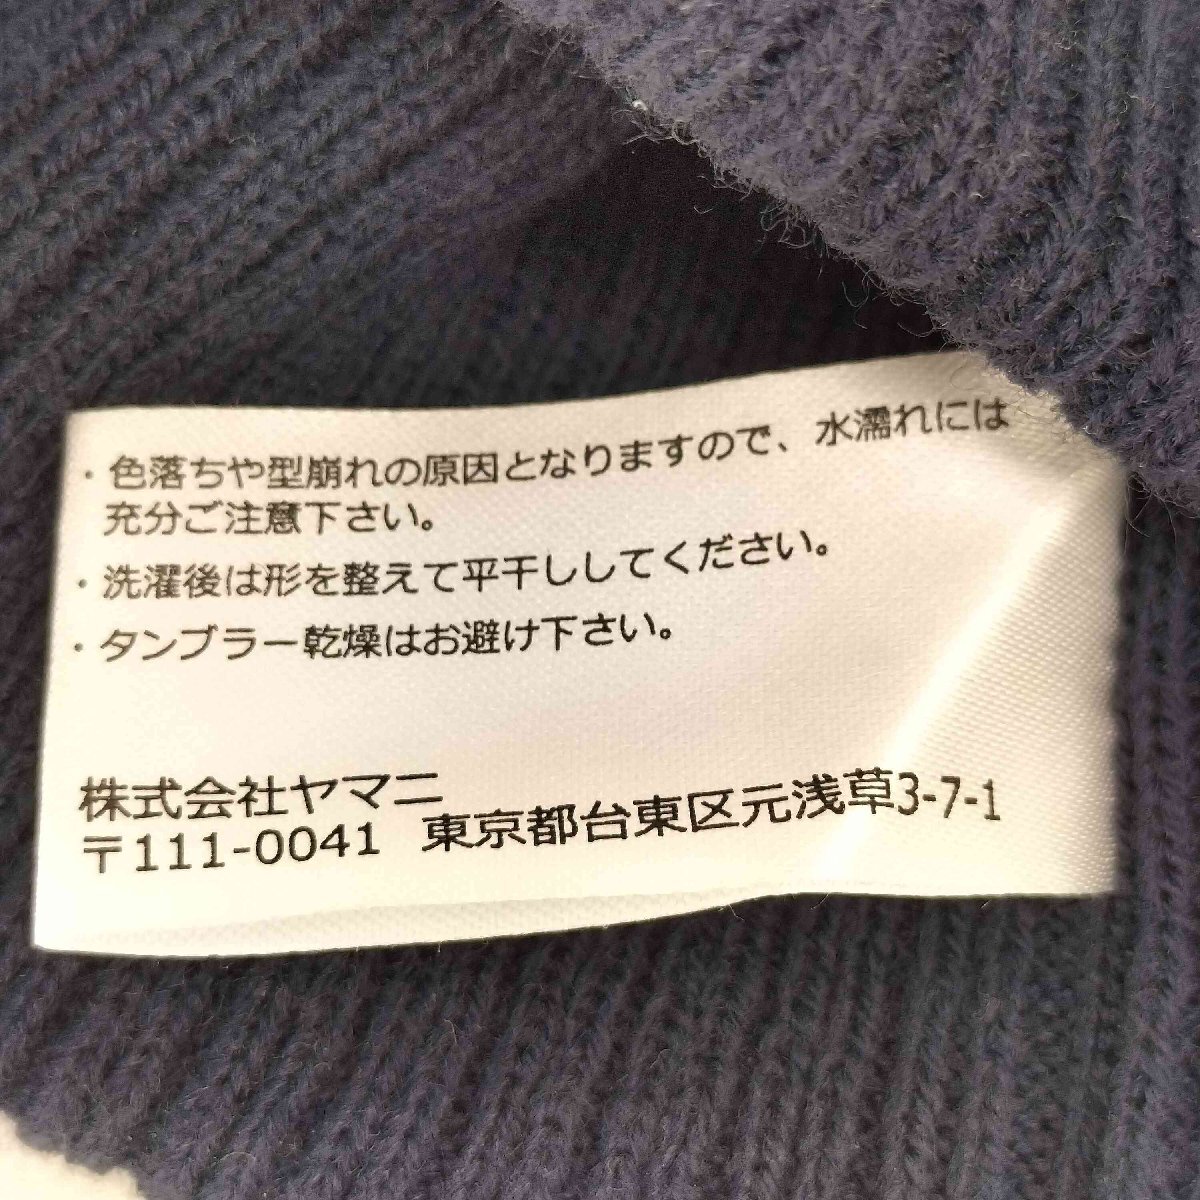 ・色落ちや型崩れの原因となりますので、水濡れには
充分ご注意下さい。
・洗濯後は形を整えて平干ししてください。
・タンブラー乾燥はお避け下さい。
株式会社ヤマニ
〒111-0041 東京都台東区元浅草3-7-1